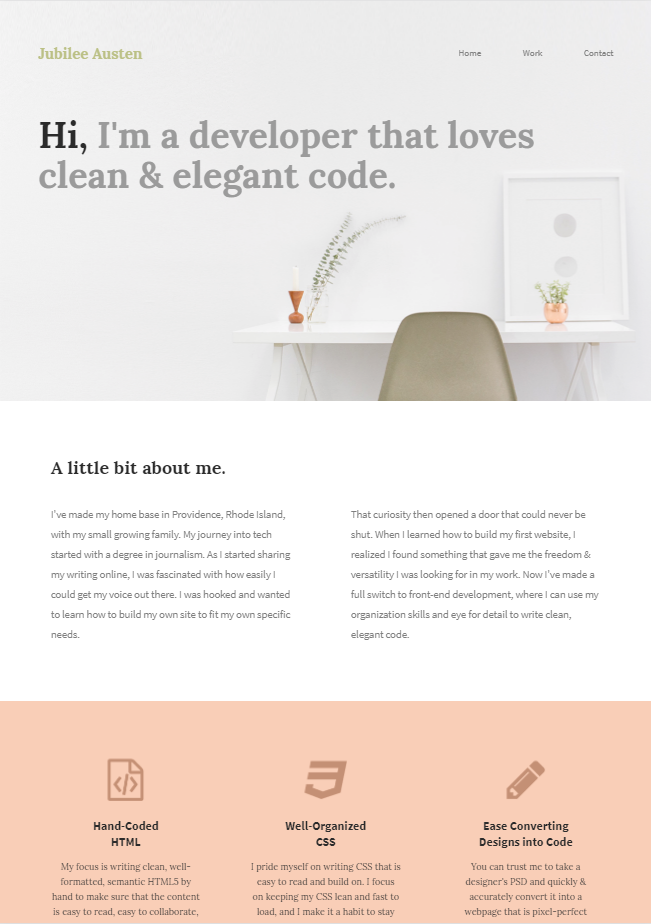 Jubilee Austen
Home Work Contact
Hi, I'm a developer that loves
clean & elegant code.
A little bit about me.
I've made my home base in Providence, Rhode Island,
with my small growing family. My journey into tech
started with a degree in journalism. As I started sharing
my writing online, I was fascinated with how easily I
could get my voice out there. I was hooked and wanted
to learn how to build my own site to fit my own specific
needs.
That curiosity then opened a door that could never be
shut. When I learned how to build my first website, I
realized I found something that gave me the freedom &
versatility I was looking for in my work. Now I've made a
full switch to front-end development, where I can use my
organization skills and eye for detail to write clean,
elegant code.
Hand-Coded
HTML
My focus is writing clean, well-
formatted, semantic HTML5 by
hand to make sure that the content
is easy to read, easy to collaborate,
Well-Organized
CSS
I pride myself on writing CSS that is
easy to read and build on. I focus
on keeping my CSS lean and fast to
load, and I make it a habit to stay
Ease Converting
Designs into Code
You can trust me to take a
designer's PSD and quickly &
accurately convert it into a
webpage that is pixel-perfect